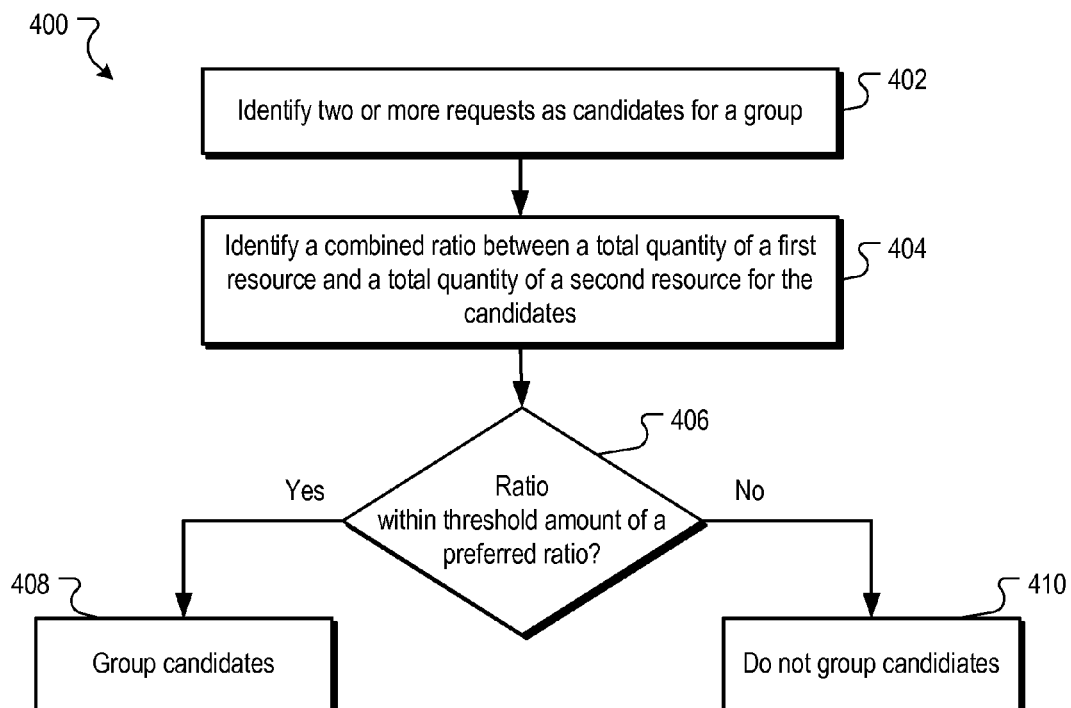 400
402
Identify two or more requests as candidates for a group
404
Identify a combined ratio between a total quantity of a first
resource and a total quantity of a second resource for the
candidates
406
Yes
Ratio
No
within threshold amount of a
preferred ratio?
408
410
Group candidates
Do not group candidiates